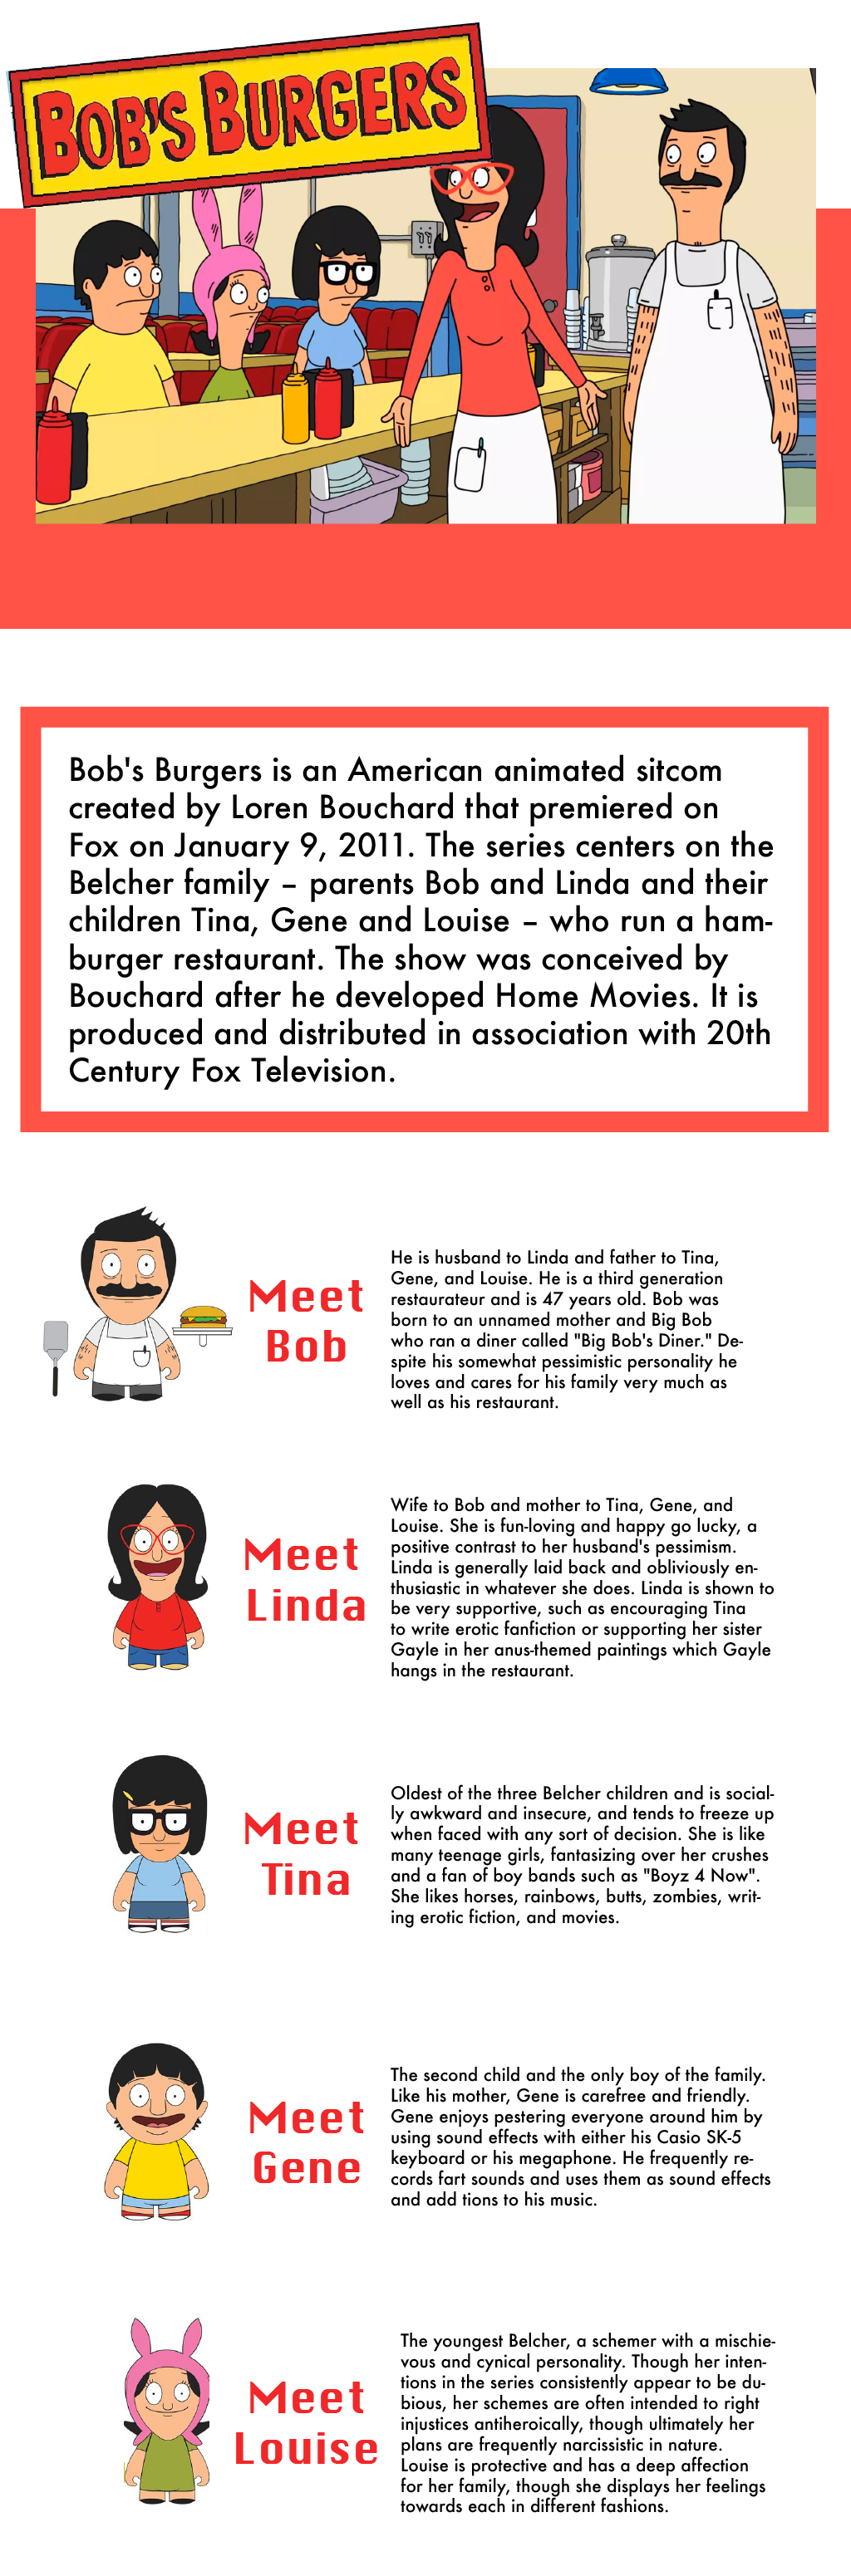 BOB'S BURGERS
Bob's Burgers is an American animated sitcom
created by Loren Bouchard that premiered on
Fox on January 9, 2011. The series centers on the
Belcher family – parents Bob and Linda and their
children Tina, Gene and Louise – who run a ham-
burger restaurant. The show was conceived by
Bouchard after he developed Home Movies. It is
produced and distributed in association with 20th
Century Fox Television.
Meet
Bob
He is husband to Linda and father to Tina,
Gene, and Louise. He is a third generation
restaurateur and is 47 years old. Bob was
born to an unnamed mother and Big Bob
who ran a diner called "Big Bob's Diner." De-
spite his somewhat pessimistic personality he
loves and cares for his family very much as
well as his restaurant.
Meet
Linda
Wife to Bob and mother to Tina, Gene, and
Louise. She is fun-loving and happy go lucky, a
positive contrast to her husband's pessimism.
Linda is generally laid back and obliviously en-
thusiastic in whatever she does. Linda is shown to
be very supportive, such as encouraging Tina
to write erotic fanfiction or supporting her sister
Gayle in her anus-themed paintings which Gayle
hangs in the restaurant.
Meet
Tina
Oldest of the three Belcher children and is social-
ly awkward and insecure, and tends to freeze up
when faced with any sort of decision. She is like
many teenage girls, fantasizing over her crushes
and a fan of boy bands such as "Boyz 4 Now".
She likes horses, rainbows, butts, zombies, writ-
ing erotic fiction, and movies.
Meet
Gene
The second child and the only boy of the family.
Like his mother, Gene is carefree and friendly.
Gene enjoys pestering everyone around him by
using sound effects with either his Casio SK-5
keyboard or his megaphone. He frequently re-
cords fart sounds and uses them as sound effects
and add tions to his music.
Meet
Louise
The youngest Belcher, a schemer with a mischie-
vous and cynical personality. Though her inten-
tions in the series consistently appear to be du-
bious, her schemes are often intended to right
injustices antiheroically, though ultimately her
plans are frequently narcissistic in nature.
Louise is protective and has a deep affection
for her family, though she displays her feelings
towards each in different fashions.